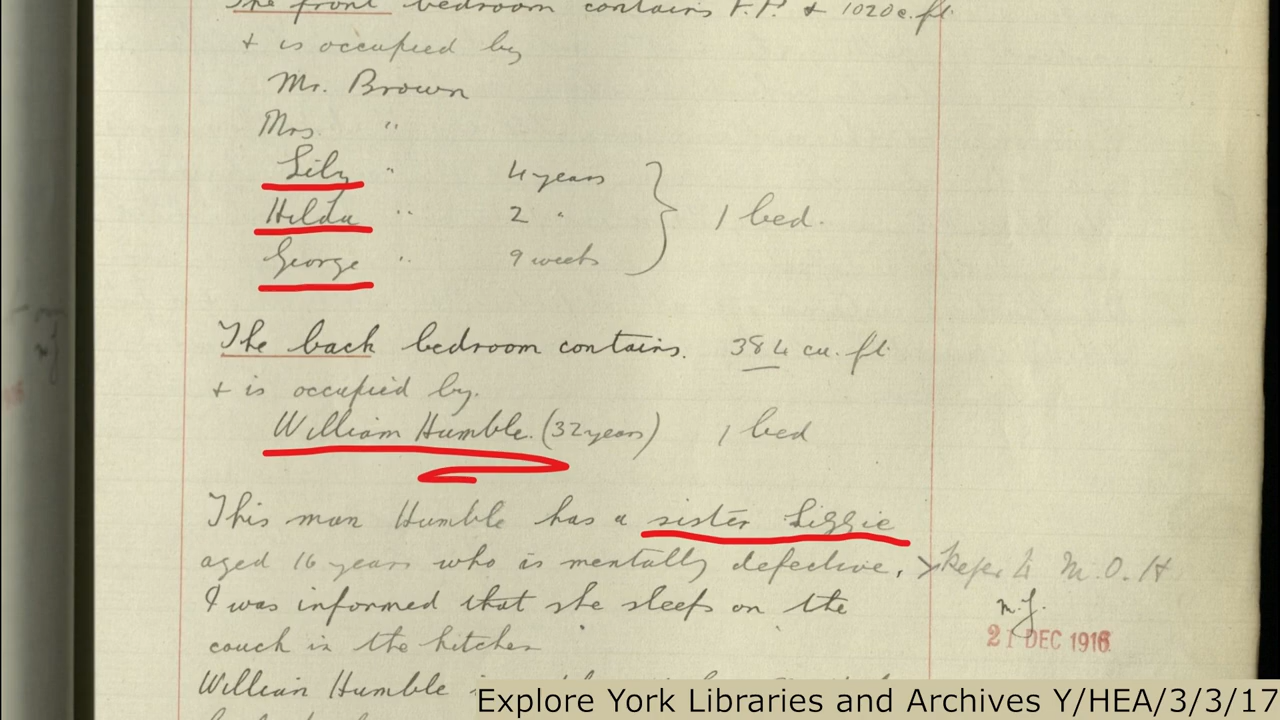 The front bedroom contains F.P. & 1020 c. ft.
+ is occupied by
Mr. Brown
Mrs. "
Lily " 4 years
Hilda " 2 "
George " 9 weeks
1 bed.
The back bedroom contains. 384 cu. ft.
+ is occupied by.
William Humble. (32 years) 1 bed
This man Humble has a sister Lizzie
aged 16 years who is mentally defective.
I was informed that she sleeps on the
couch in the kitchen
Refer to M.O.H
21 DEC 1916
William Humble
Explore York Libraries and Archives Y/HEA/3/3/17